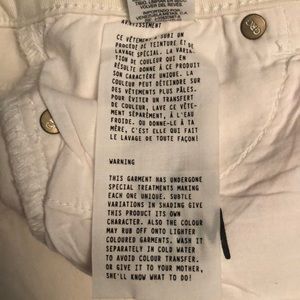 VOLVER DEL REVES.
AVERTISSEMENT
CE VÊTEMENT A SUBI UN
PROCÉDÉ DE TEINTURE ET DE
LAVAGE SPÉCIAL. LA VARIA-
TION DE COULEUR QUI EN
RÉSULTE DONNE À CE PRODUIT
SON CARACTÈRE UNIQUE. LA
COULEUR PEUT DÉTEINDRE SUR
DES VÊTEMENTS PLUS PÂLES.
POUR ÉVITER UN TRANSFERT
DE COULEUR, LAVE CE VÊTE-
MENT SÉPARÉMENT, À L'EAU
FROIDE. OU DONNE-LE À TA
MÈRE, C'EST ELLE QUI FAIT
LE LAVAGE DE TOUTE FAÇON!
WARNING
THIS GARMENT HAS UNDERGONE
SPECIAL TREATMENTS MAKING
EACH ONE UNIQUE. SUBTLE
VARIATIONS IN SHADING GIVE
THIS PRODUCT ITS OWN
CHARACTER. ALSO THE COLOUR
MAY RUB OFF ONTO LIGHTER
COLOURED GARMENTS. WASH IT
SEPARATELY IN COLD WATER
TO AVOID COLOUR TRANSFER.
OR GIVE IT TO YOUR MOTHER,
SHE'LL KNOW WHAT TO DO!